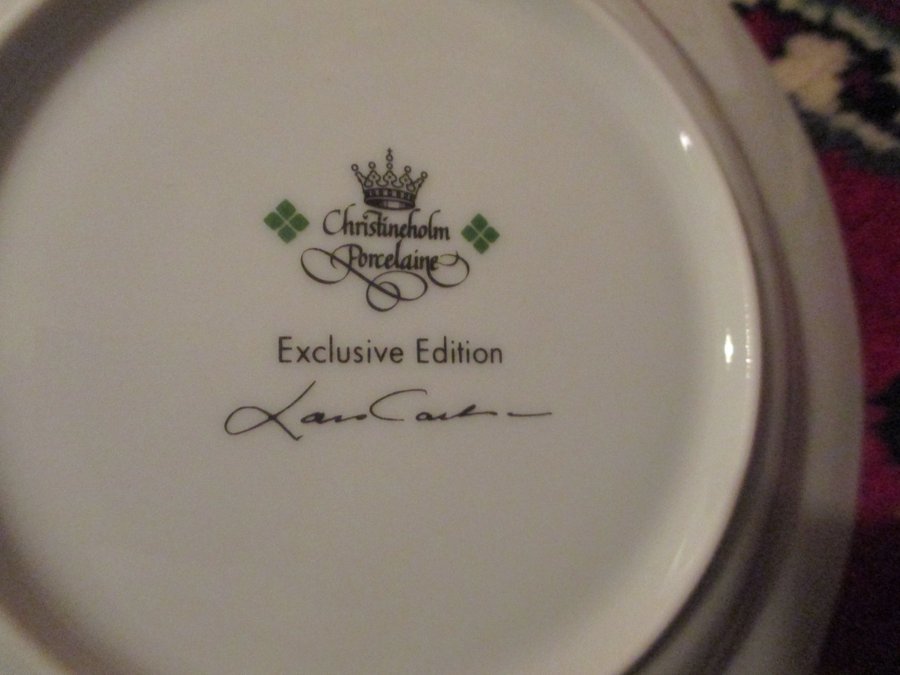 Christineholm
Porcelaine
Exclusive Edition